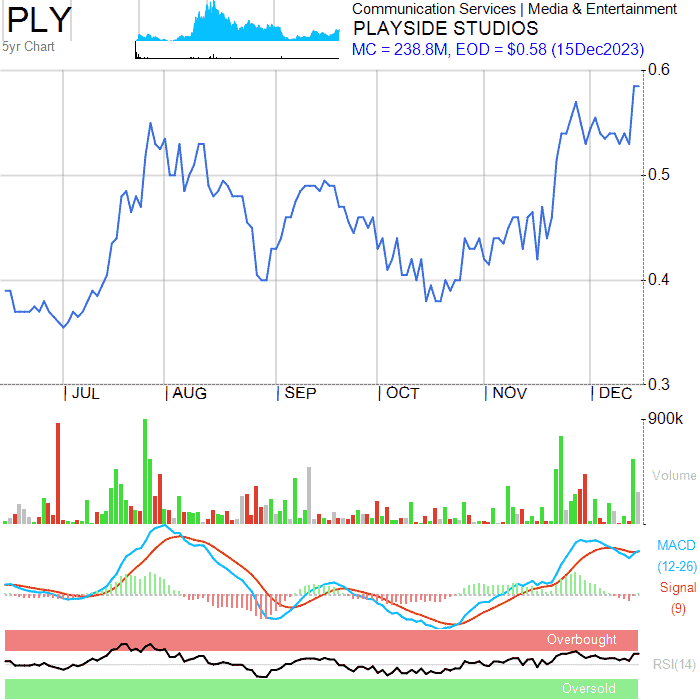 PLY
5yr Chart
Communication Services | Media & Entertainment
PLAYSIDE STUDIOS
MC = 238.8M, EOD = $0.58 (15Dec2023)
0.6
0.5
0.4
0.3
JUL AUG SEP OCT NOV DEC
900k
Volume
MACD
(12-26)
Signal
(9)
Overbought
RSI(14)
Oversold